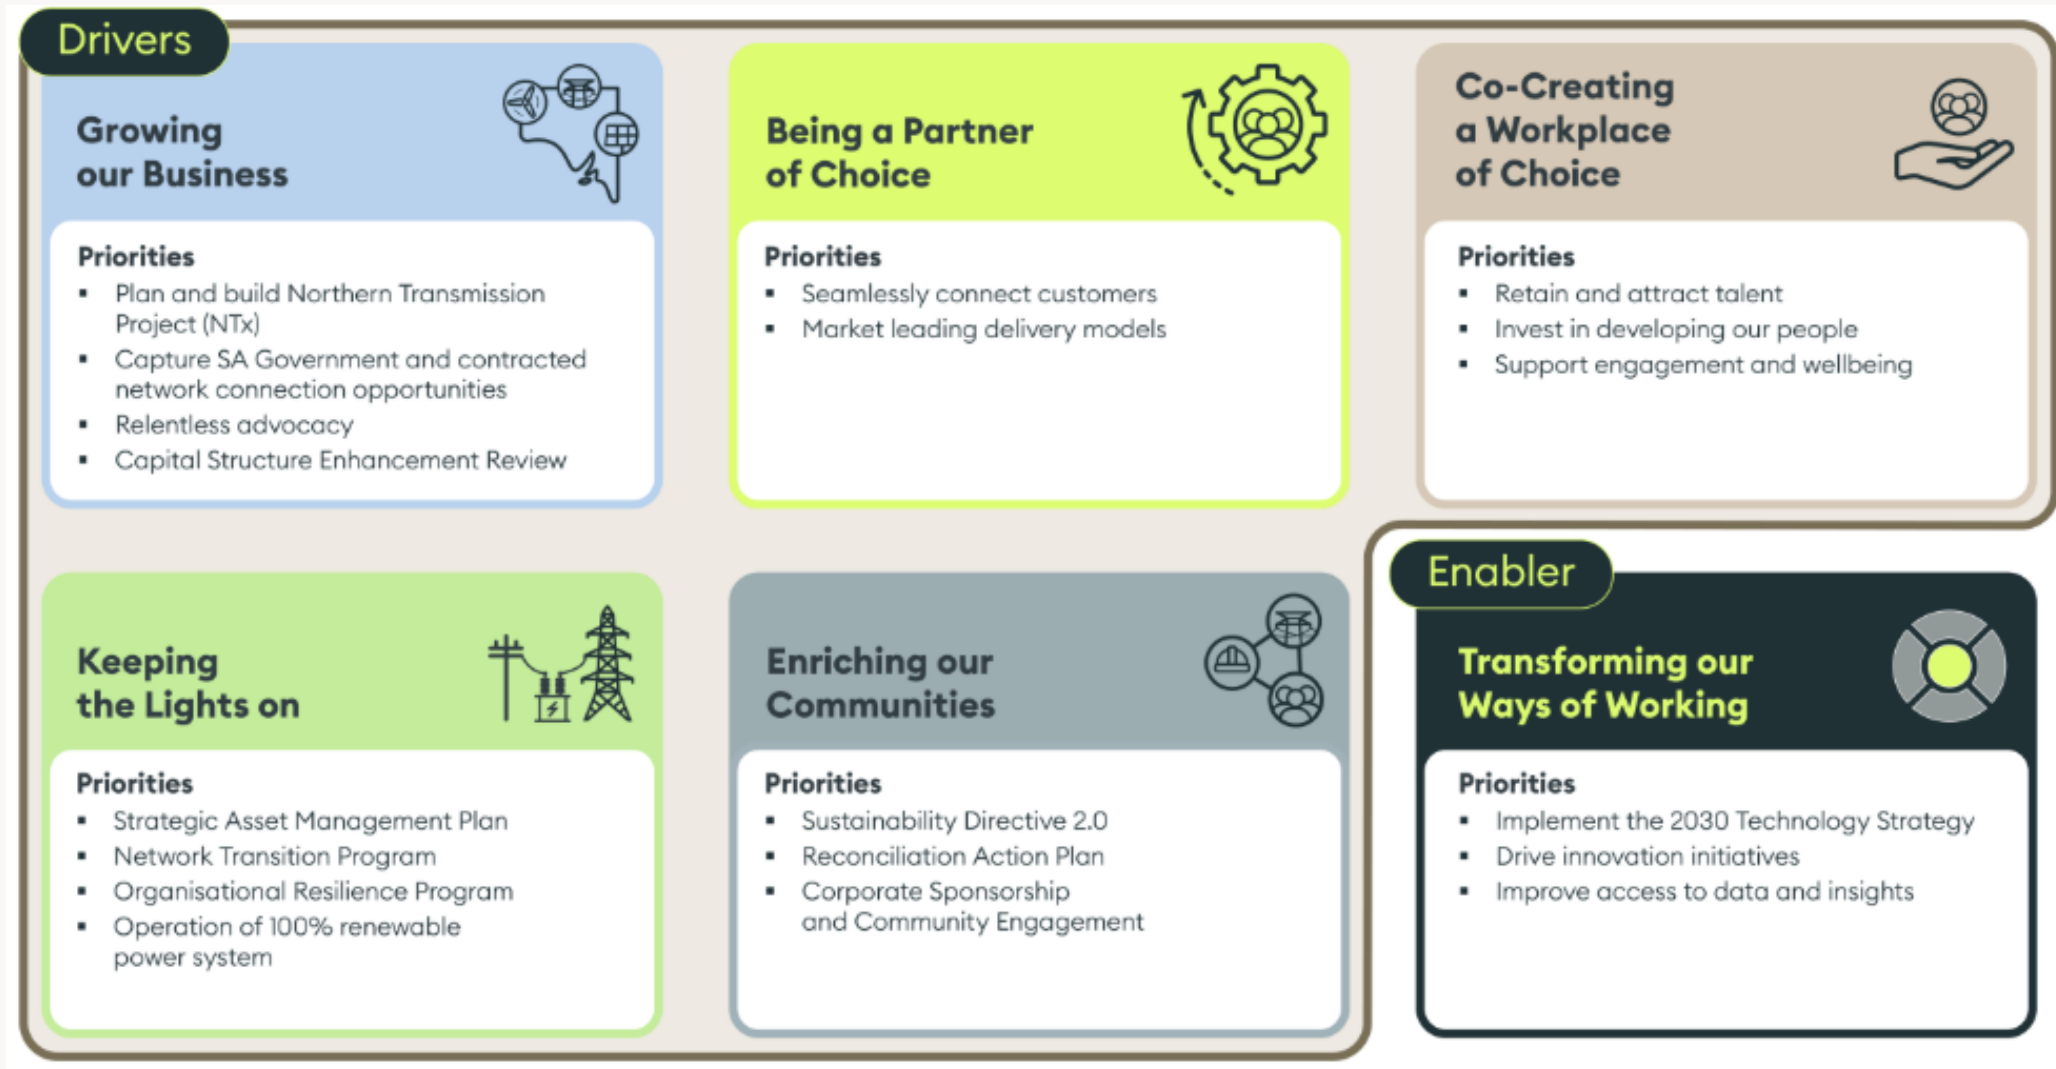 Drivers
Growing
our Business
Priorities
▪ Plan and build Northern Transmission
Project (NTx)
▪ Capture SA Government and contracted
network connection opportunities
▪ Relentless advocacy
▪ Capital Structure Enhancement Review
Being a Partner
of Choice
Priorities
▪ Seamlessly connect customers
▪ Market leading delivery models
Co-Creating
a Workplace
of Choice
Priorities
▪ Retain and attract talent
▪ Invest in developing our people
▪ Support engagement and wellbeing
Keeping
the Lights on
Priorities
▪ Strategic Asset Management Plan
▪ Network Transition Program
▪ Organisational Resilience Program
▪ Operation of 100% renewable
power system
Enriching our
Communities
Priorities
▪ Sustainability Directive 2.0
▪ Reconciliation Action Plan
▪ Corporate Sponsorship
and Community Engagement
Enabler
Transforming our
Ways of Working
Priorities
▪ Implement the 2030 Technology Strategy
▪ Drive innovation initiatives
▪ Improve access to data and insights